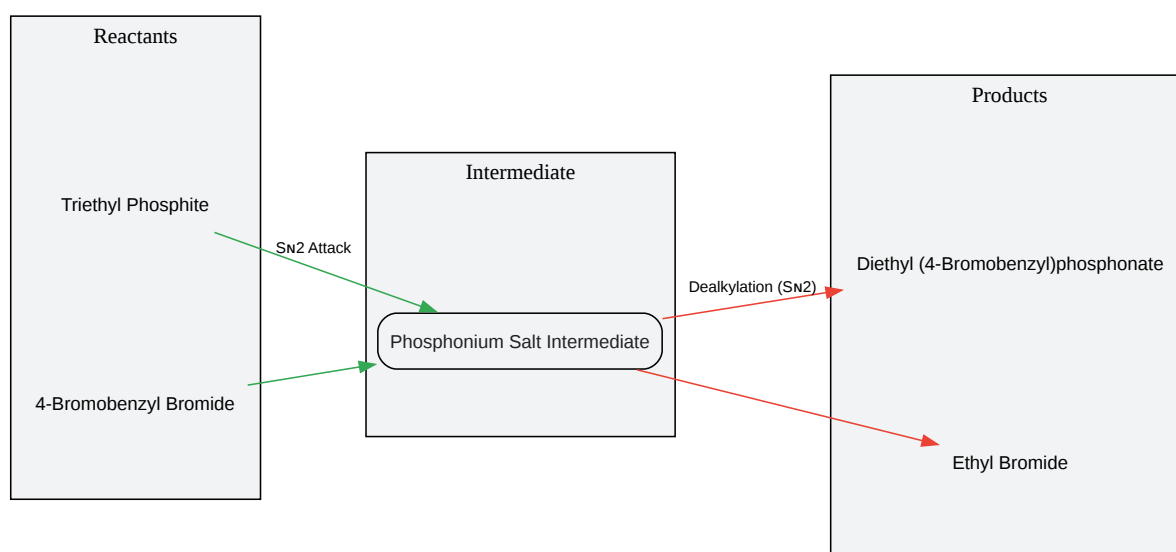 Reactants
Products
Intermediate
Triethyl Phosphite
SN2 Attack
Diethyl (4-Bromobenzyl)phosphonate
Dealkylation (SN2)
Phosphonium Salt Intermediate
4-Bromobenzyl Bromide
Ethyl Bromide